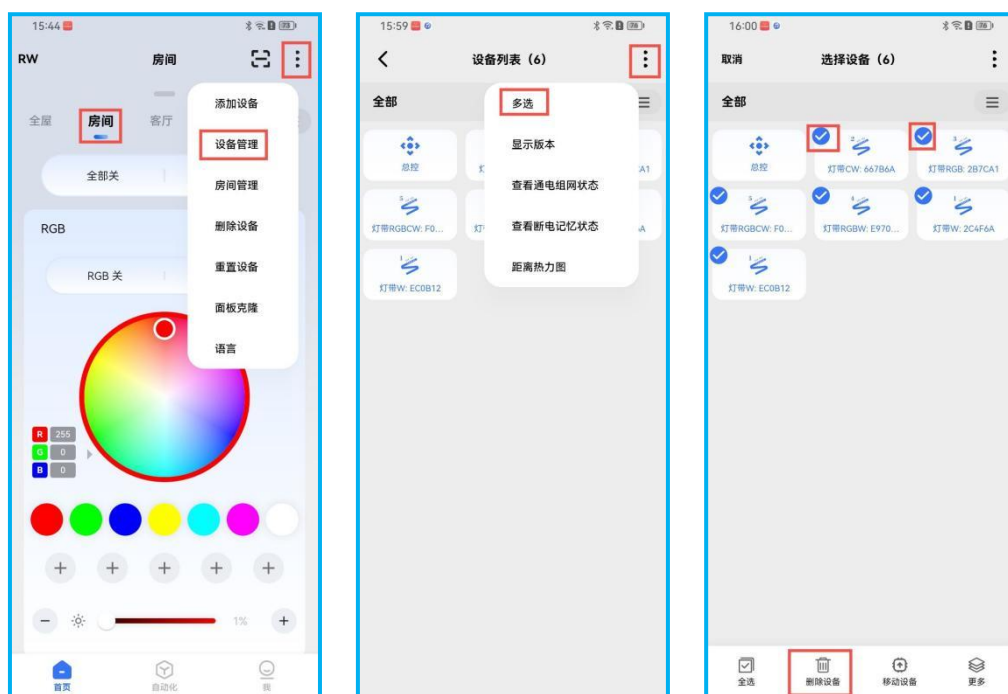 15:44
73
RW
房间
全屋
房间
客厅
添加设备
设备管理
房间管理
删除设备
重置设备
面板克隆
语言
全部关
RGB
RGB 关
R 255
G 0
B 0
1%
首页
自动化
我
15:59
设备列表（6）
全部
多选
显示版本
查看通电组网状态
查看断电记忆状态
距离热力图
总控
灯带RGBCW: F0...
灯带W: EC0B12
16:00
取消
选择设备（6）
全部
总控
灯带CW: 667B6A
灯带RGB: 2B7CA1
灯带RGBCW: F0...
灯带RGBW: E970...
灯带W: 2C4F6A
灯带W: EC0B12
全选
删除设备
移动设备
更多